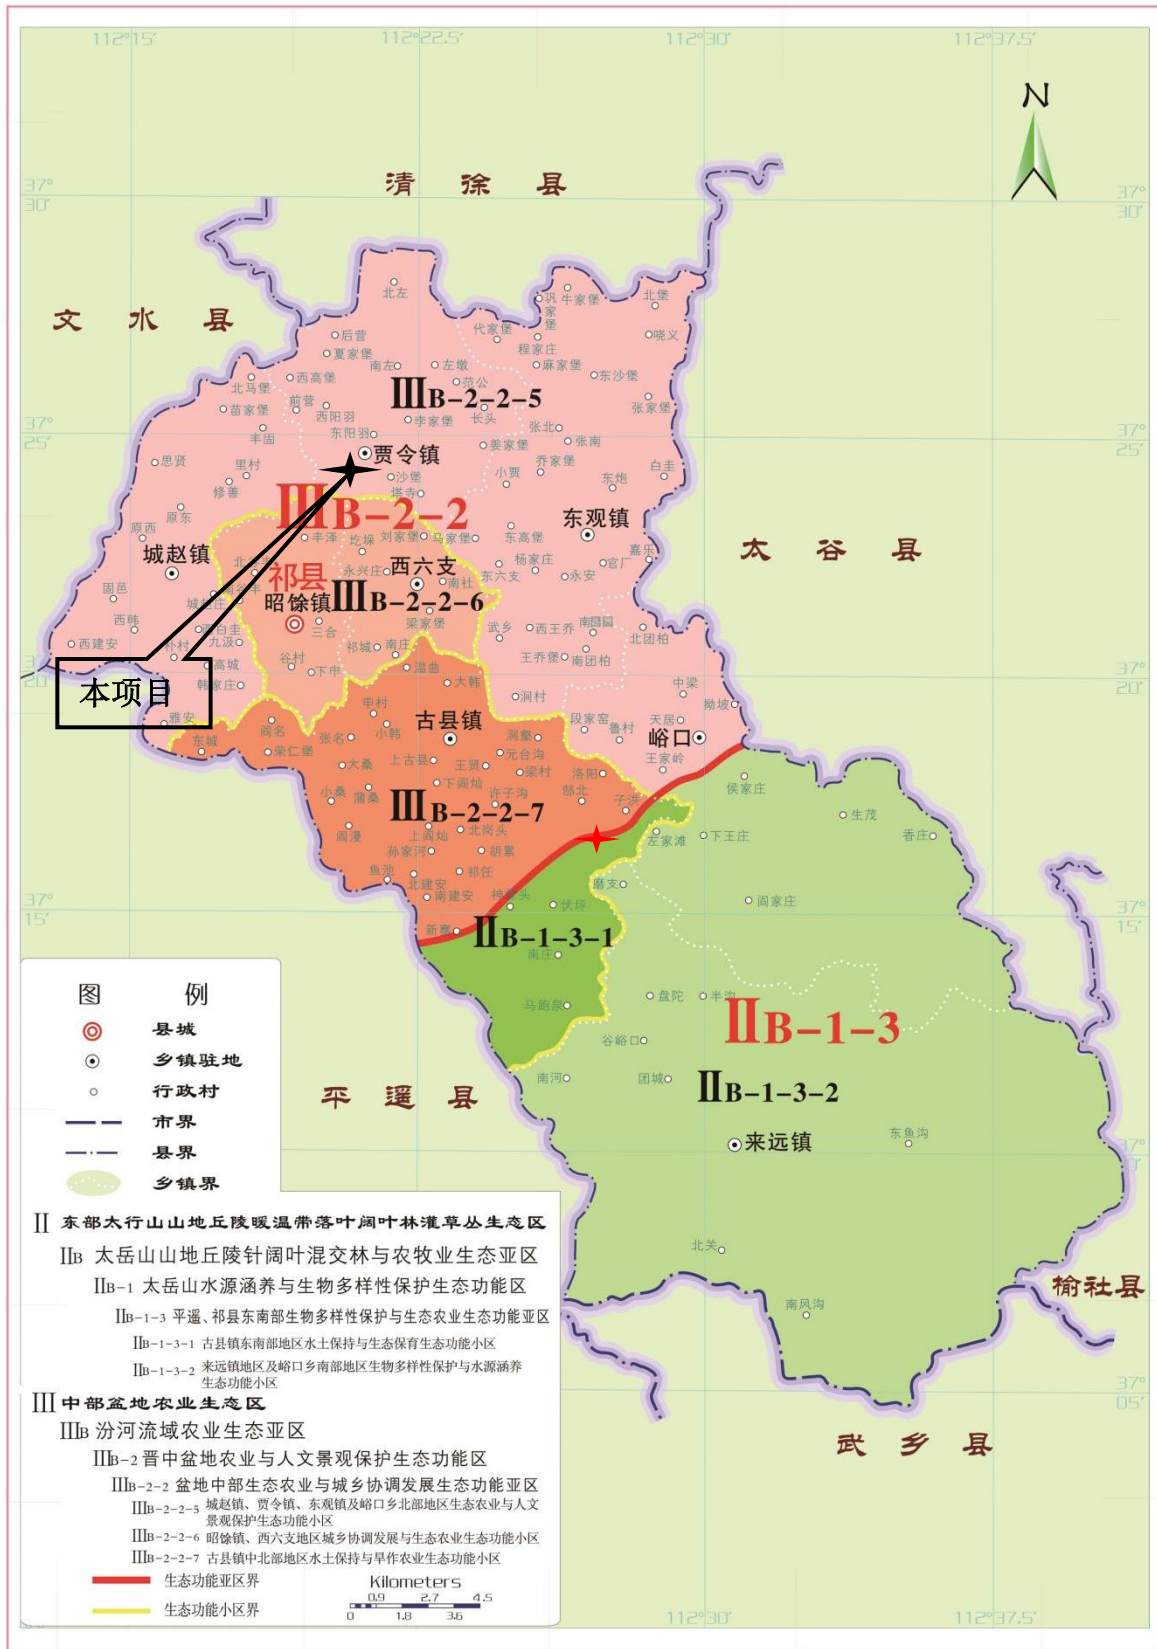 112°15′ 112°22.5′ 112°30′ 112°37.5′
N
清徐县
37°
30′
37°
30′
文水县
北左
巩家堡
牛家堡
北堡
后营
代家堡
程家庄
晓义
夏家堡
南左
左墩
麻家堡
北马堡
西高堡
范公
东沙堡
ⅢB-2-2-5
苗家堡
前营
西阳羽
李家堡
长头
张家堡
37°
25′
丰固
东阳羽
张北
张南
37°
25′
贾令镇
姜家堡
思贤
里村
沙堡
小贾
乔家堡
白圭
修善
塔寺
东炮
原东
ⅢB-2-2
东观镇
原西
丰泽
圪垛
刘家堡
马家堡
东高堡
太谷县
城赵镇
祁县
永兴庄
西六支
南社
东六支
杨家庄
永安
官厂
嘉乐
固邑
城赵庄
昭馀镇
ⅢB-2-2-6
西韩
西白圭
三合
梁家堡
武乡
西王乔
北团柏
西建安
九汲
祁城
南庄
王乔堡
南团柏
37°
20′
本项目
高城
谷村
下申
温曲
大韩
中梁
韩家庄
涧村
拗坡
雅安
阎名
申村
小韩
古县镇
段家窑
鲁村
天居
峪口
东城
荣仁堡
张名
涧壑
元台沟
王家岭
大桑
上古县
王贤
梁村
洛阳
侯家庄
小桑
蒲桑
下阎灿
许子沟
郜北
子洪
ⅢB-2-2-7
生茂
阎漫
上阎灿
北岗头
左家滩
下王庄
香庄
孙家河
胡累
鱼池
祁任
北建安
磨支
南建安
伏坪
阎家庄
37°
15′
37°
15′
新寨
ⅡB-1-3-1
南庄
马跑泉
盘陀
半沟
ⅡB-1-3
谷峪口
南河
团城
ⅡB-1-3-2
平遥县
来远镇
东鱼沟
北关
榆社县
南风沟
37°
05′
武乡县
112°30′ 112°37.5′
图例
县城
乡镇驻地
行政村
市界
县界
乡镇界
Ⅱ 东部太行山山地丘陵暖温带落叶阔叶林灌草丛生态区
ⅡB 太岳山山地丘陵针阔叶混交林与农牧业生态亚区
ⅡB-1 太岳山水源涵养与生物多样性保护生态功能区
ⅡB-1-3 平遥、祁县东南部生物多样性保护与生态农业生态功能亚区
ⅡB-1-3-1 古县镇东南部地区水土保持与生态保育生态功能小区
ⅡB-1-3-2 来远镇地区及峪口乡南部地区生物多样性保护与水源涵养
生态功能小区
Ⅲ 中部盆地农业生态区
ⅢB 汾河流域农业生态亚区
ⅢB-2 晋中盆地农业与人文景观保护生态功能区
ⅢB-2-2 盆地中部生态农业与城乡协调发展生态功能亚区
ⅢB-2-2-5 城赵镇、贾令镇、东观镇及峪口乡北部地区生态农业与人文
景观保护生态功能小区
ⅢB-2-2-6 昭馀镇、西六支地区城乡协调发展与生态农业生态功能小区
ⅢB-2-2-7 古县镇中北部地区水土保持与旱作农业生态功能小区
生态功能亚区界
生态功能小区界
Kilometers
0 0.9 1.8 2.7 3.6 4.5